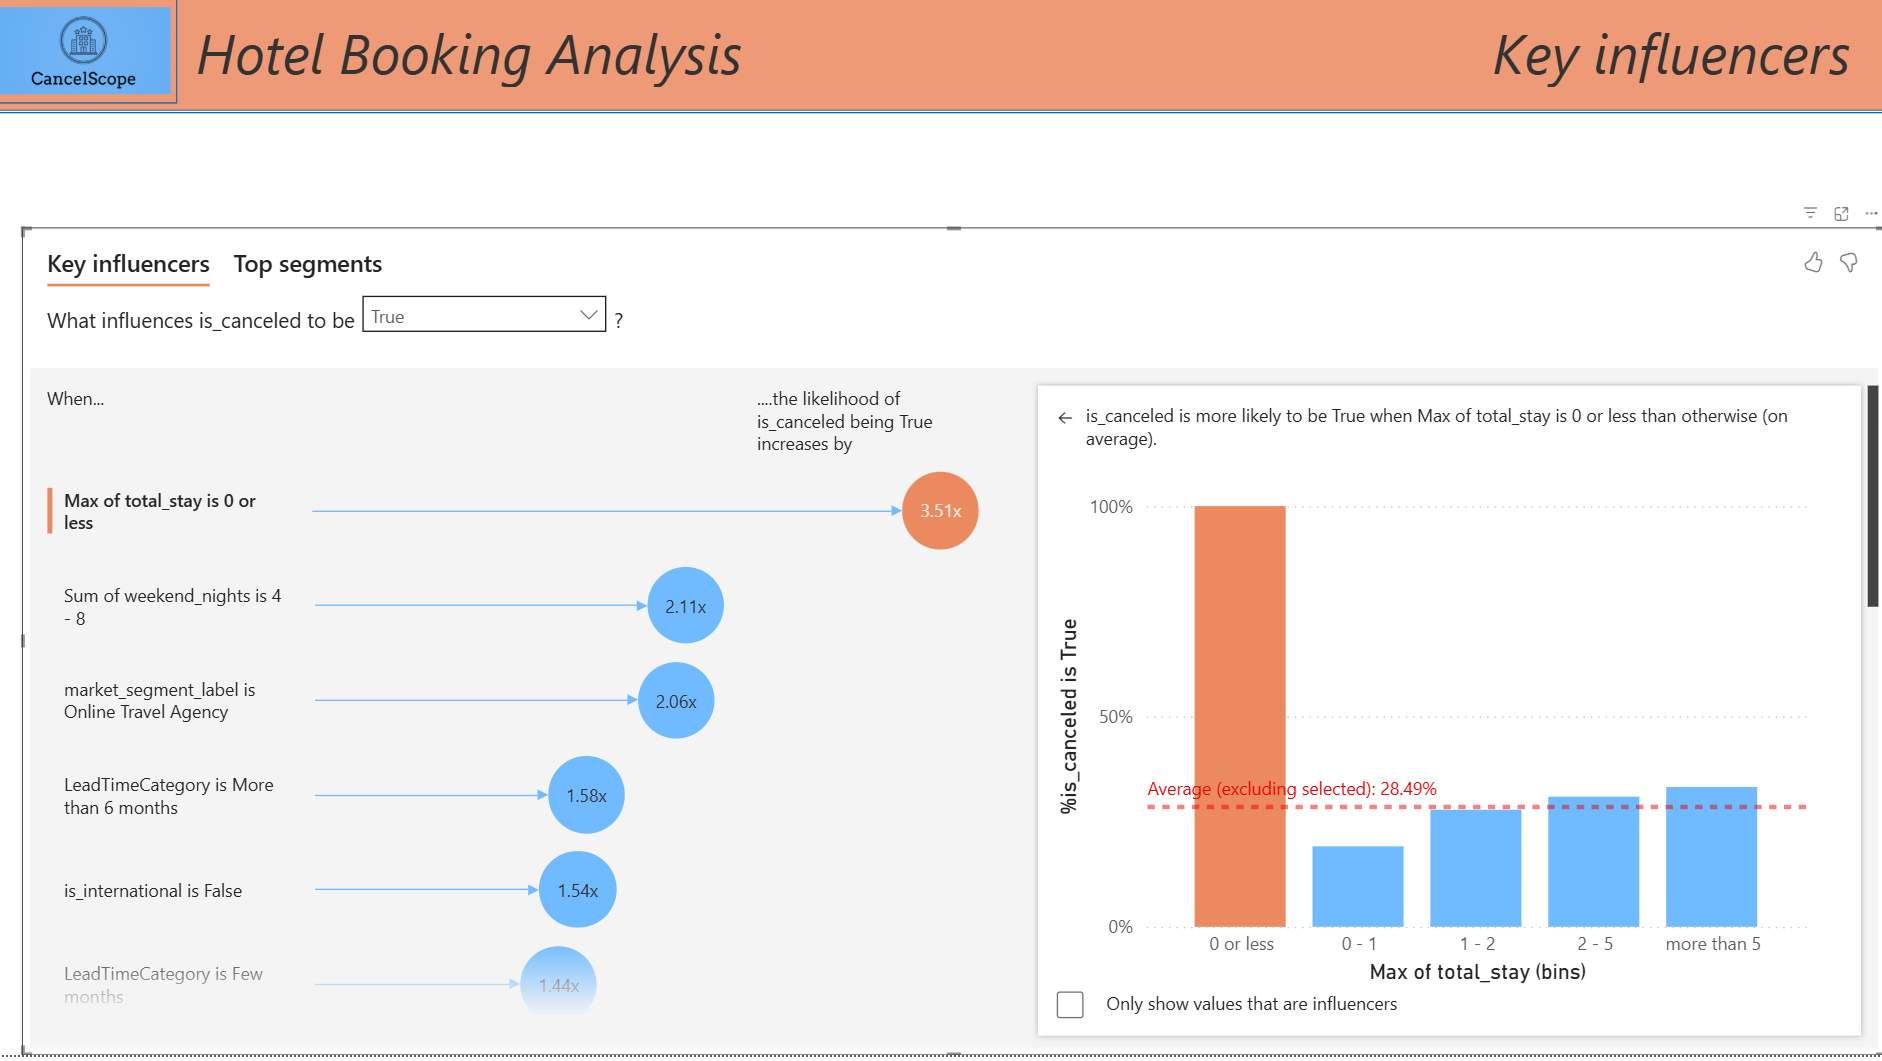 CancelScope
Hotel Booking Analysis
Key influencers
Key influencers
Top segments
What influences is_canceled to be
True
?
When...
....the likelihood of
is_canceled being True
increases by
Max of total_stay is 0 or
less
3.51x
Sum of weekend_nights is 4
- 8
2.11x
market_segment_label is
Online Travel Agency
2.06x
LeadTimeCategory is More
than 6 months
1.58x
is_international is False
1.54x
LeadTimeCategory is Few
months
1.44x
is_canceled is more likely to be True when Max of total_stay is 0 or less than otherwise (on
average).
%is_canceled is True
100%
50%
0%
Average (excluding selected): 28.49%
0 or less
0 - 1
1 - 2
2 - 5
more than 5
Max of total_stay (bins)
Only show values that are influencers